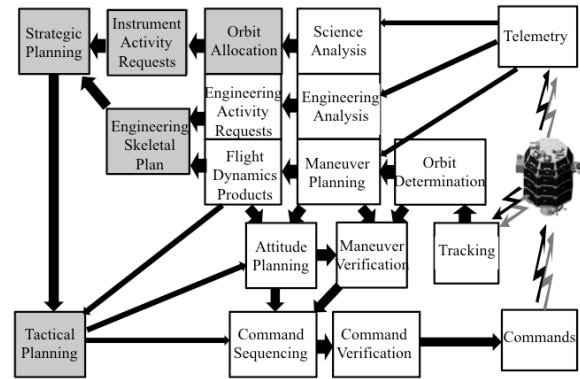 Strategic
Planning
Instrument
Activity
Requests
Orbit
Allocation
Science
Analysis
Telemetry
Engineering
Activity
Requests
Engineering
Analysis
Engineering
Skeletal
Plan
Flight
Dynamics
Products
Maneuver
Planning
Orbit
Determination
Attitude
Planning
Maneuver
Verification
Tracking
Tactical
Planning
Command
Sequencing
Command
Verification
Commands